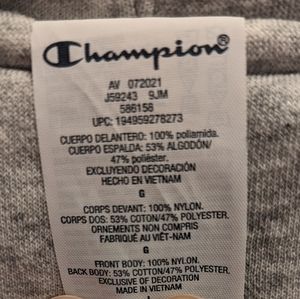 Champion®
AV 072021
J59243 9JM
586158
UPC: 194959278273
CUERPO DELANTERO: 100% poliamida.
CUERPO ESPALDA: 53% ALGODÓN/
47% poliéster.
EXCLUYENDO DECORACIÓN
HECHO EN VIETNAM
G
CORPS DEVANT: 100% NYLON.
CORPS DOS: 53% COTON/47% POLYESTER.
ORNEMENTS NON COMPRIS
FABRIQUÉ AU VIÊT-NAM
G
FRONT BODY: 100% NYLON.
BACK BODY: 53% COTTON/47% POLYESTER.
EXCLUSIVE OF DECORATION
MADE IN VIETNAM
L